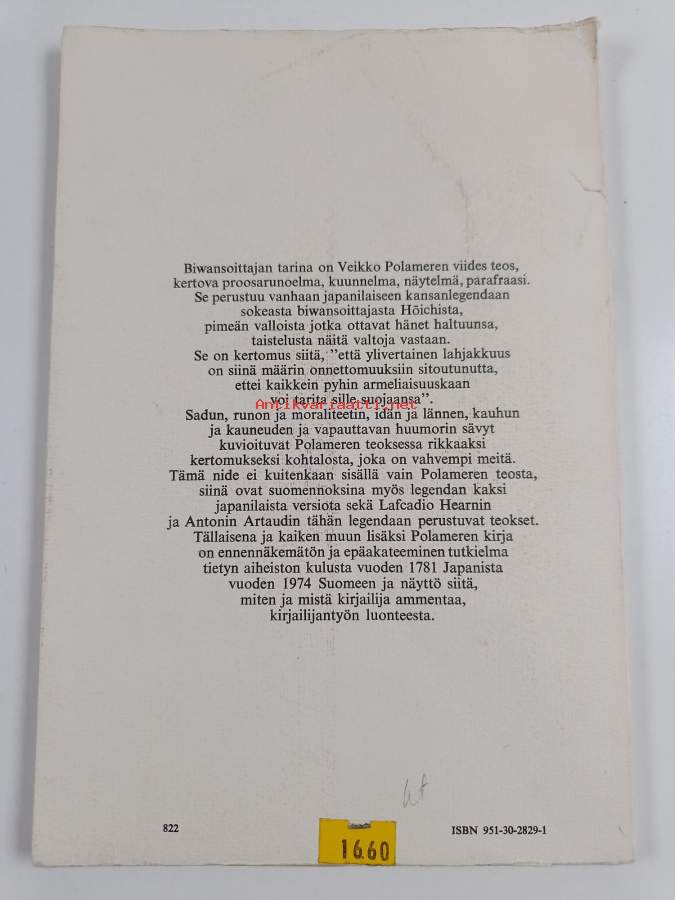 Biwansoittajan tarina on Veikko Polameren viides teos,
kertova proosarunoelma, kuunnelma, näytelmä, parafraasi.
Se perustuu vanhaan japanilaiseen kansanlegendaan
sokeasta biwansoittajasta Hōichista,
pimeän valloista jotka ottavat hänet haltuunsa,
taistelusta näitä valtoja vastaan.
Se on kertomus siitä, ”että ylivertainen lahjakkuus
on siinä määrin onnettomuuksiin sitoutunutta,
ettei kaikkein pyhin armeliaisuuskaan
voi tarita sille suojaansa”.
Antikvariaatti.net
Sadun, runon ja moraliteetin, idän ja lännen, kauhun
ja kauneuden ja vapauttavan huumorin sävyt
kuvioituvat Polameren teoksessa rikkaaksi
kertomukseksi kohtalosta, joka on vahvempi meitä.
Tämä nide ei kuitenkaan sisällä vain Polameren teosta,
siinä ovat suomennoksina myös legendan kaksi
japanilaista versiota sekä Lafcadio Hearnin
ja Antonin Artaudin tähän legendaan perustuvat teokset.
Tällaisena ja kaiken muun lisäksi Polameren kirja
on ennennäkemätön ja epäakateeminen tutkielma
tietyn aiheiston kulusta vuoden 1781 Japanista
vuoden 1974 Suomeen ja näyttö siitä,
miten ja mistä kirjailija ammentaa,
kirjailijantyön luonteesta.
822
16.60
ISBN 951-30-2829-1